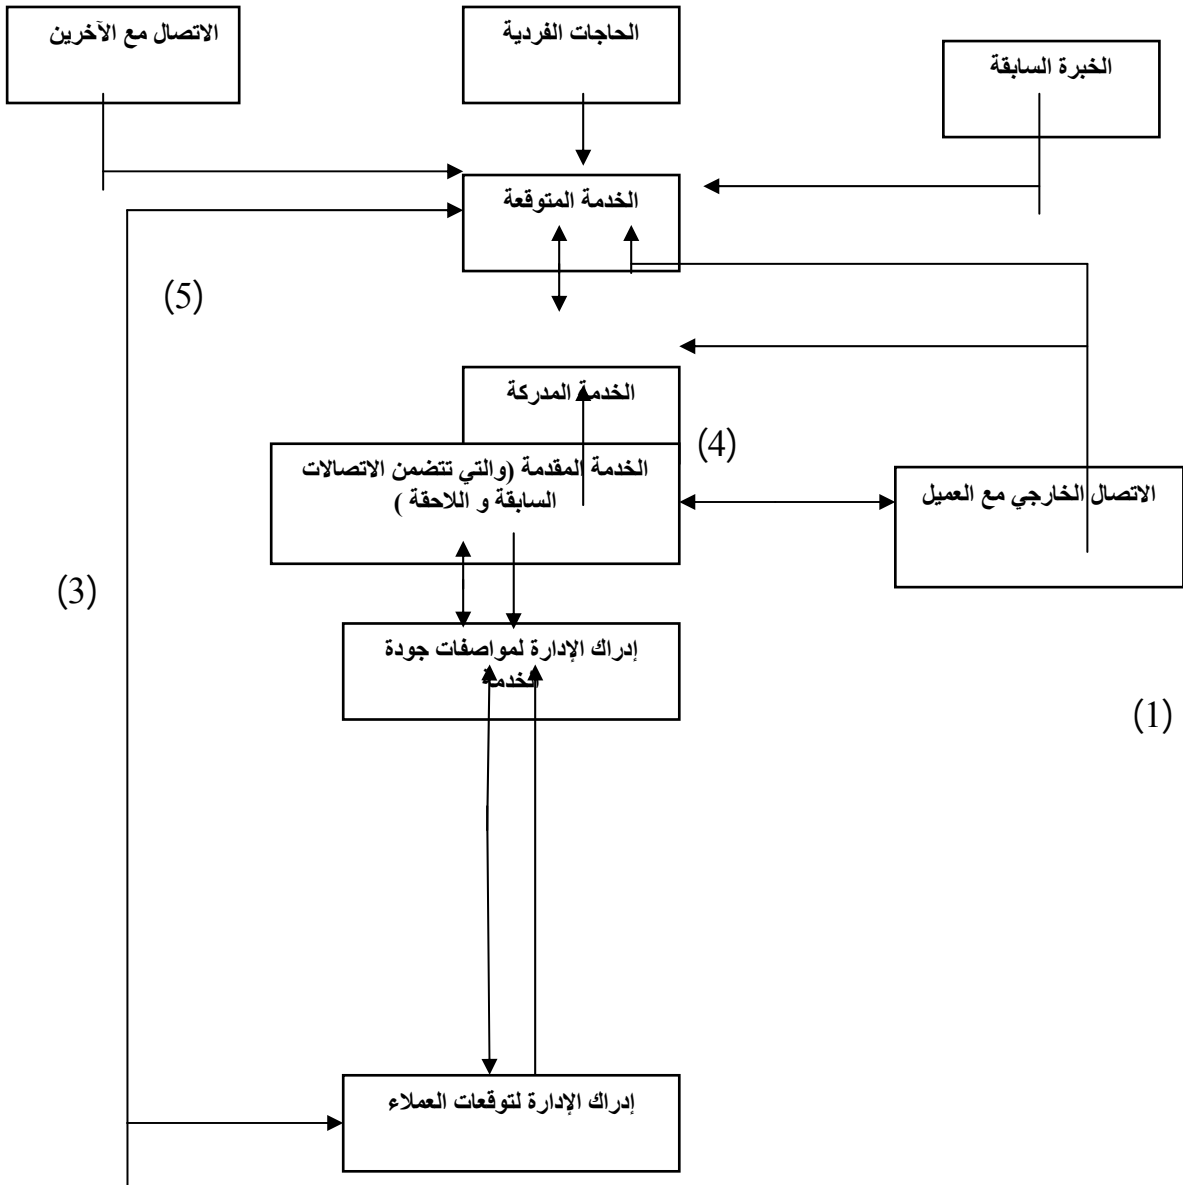 الاتصال مع الآخرين
الحاجات الفردية
الخبرة السابقة
الخدمة المتوقعة
(5)
الخدمة المدركة
(4)
الخدمة المقدمة (والتي تتضمن الاتصالات
السابقة و اللاحقة )
الاتصال الخارجي مع العميل
(3)
إدراك الإدارة لمواصفات جودة
الخدمة
(1)
إدراك الإدارة لتوقعات العملاء